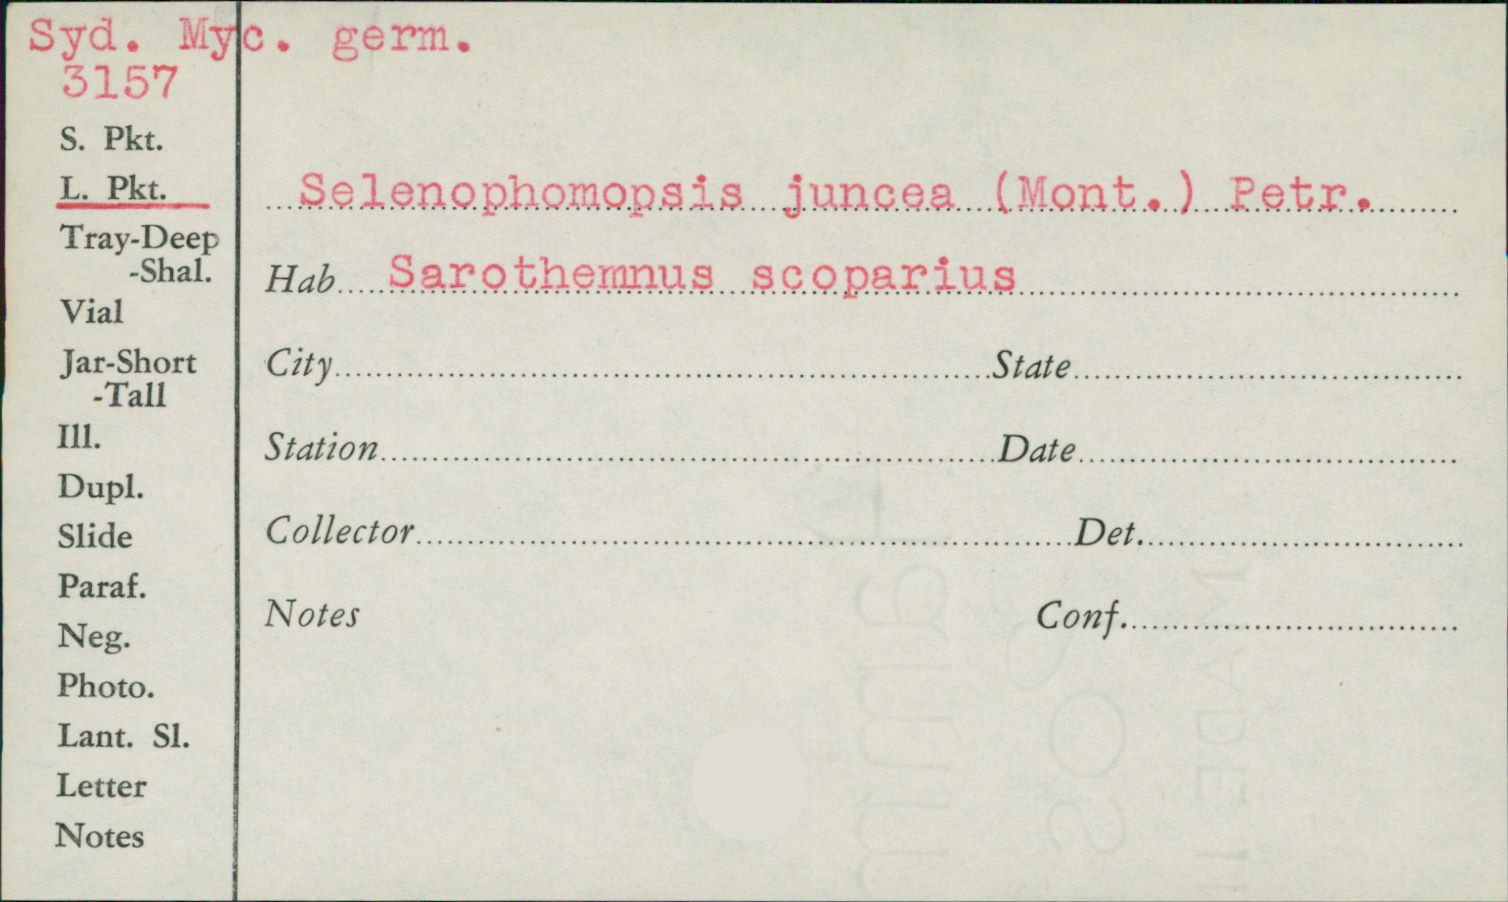 Syd. Myc. germ.
3157
S. Pkt.
L. Pkt.
Tray-Deep
-Shal.
Vial
Jar-Short
-Tall
Ill.
Dupl.
Slide
Paraf.
Neg.
Photo.
Lant. Sl.
Letter
Notes
Selenophomopsis juncea (Mont.) Petr.
Hab Sarothemnus scoparius
City State
Station Date
Collector Det.
Notes Conf.